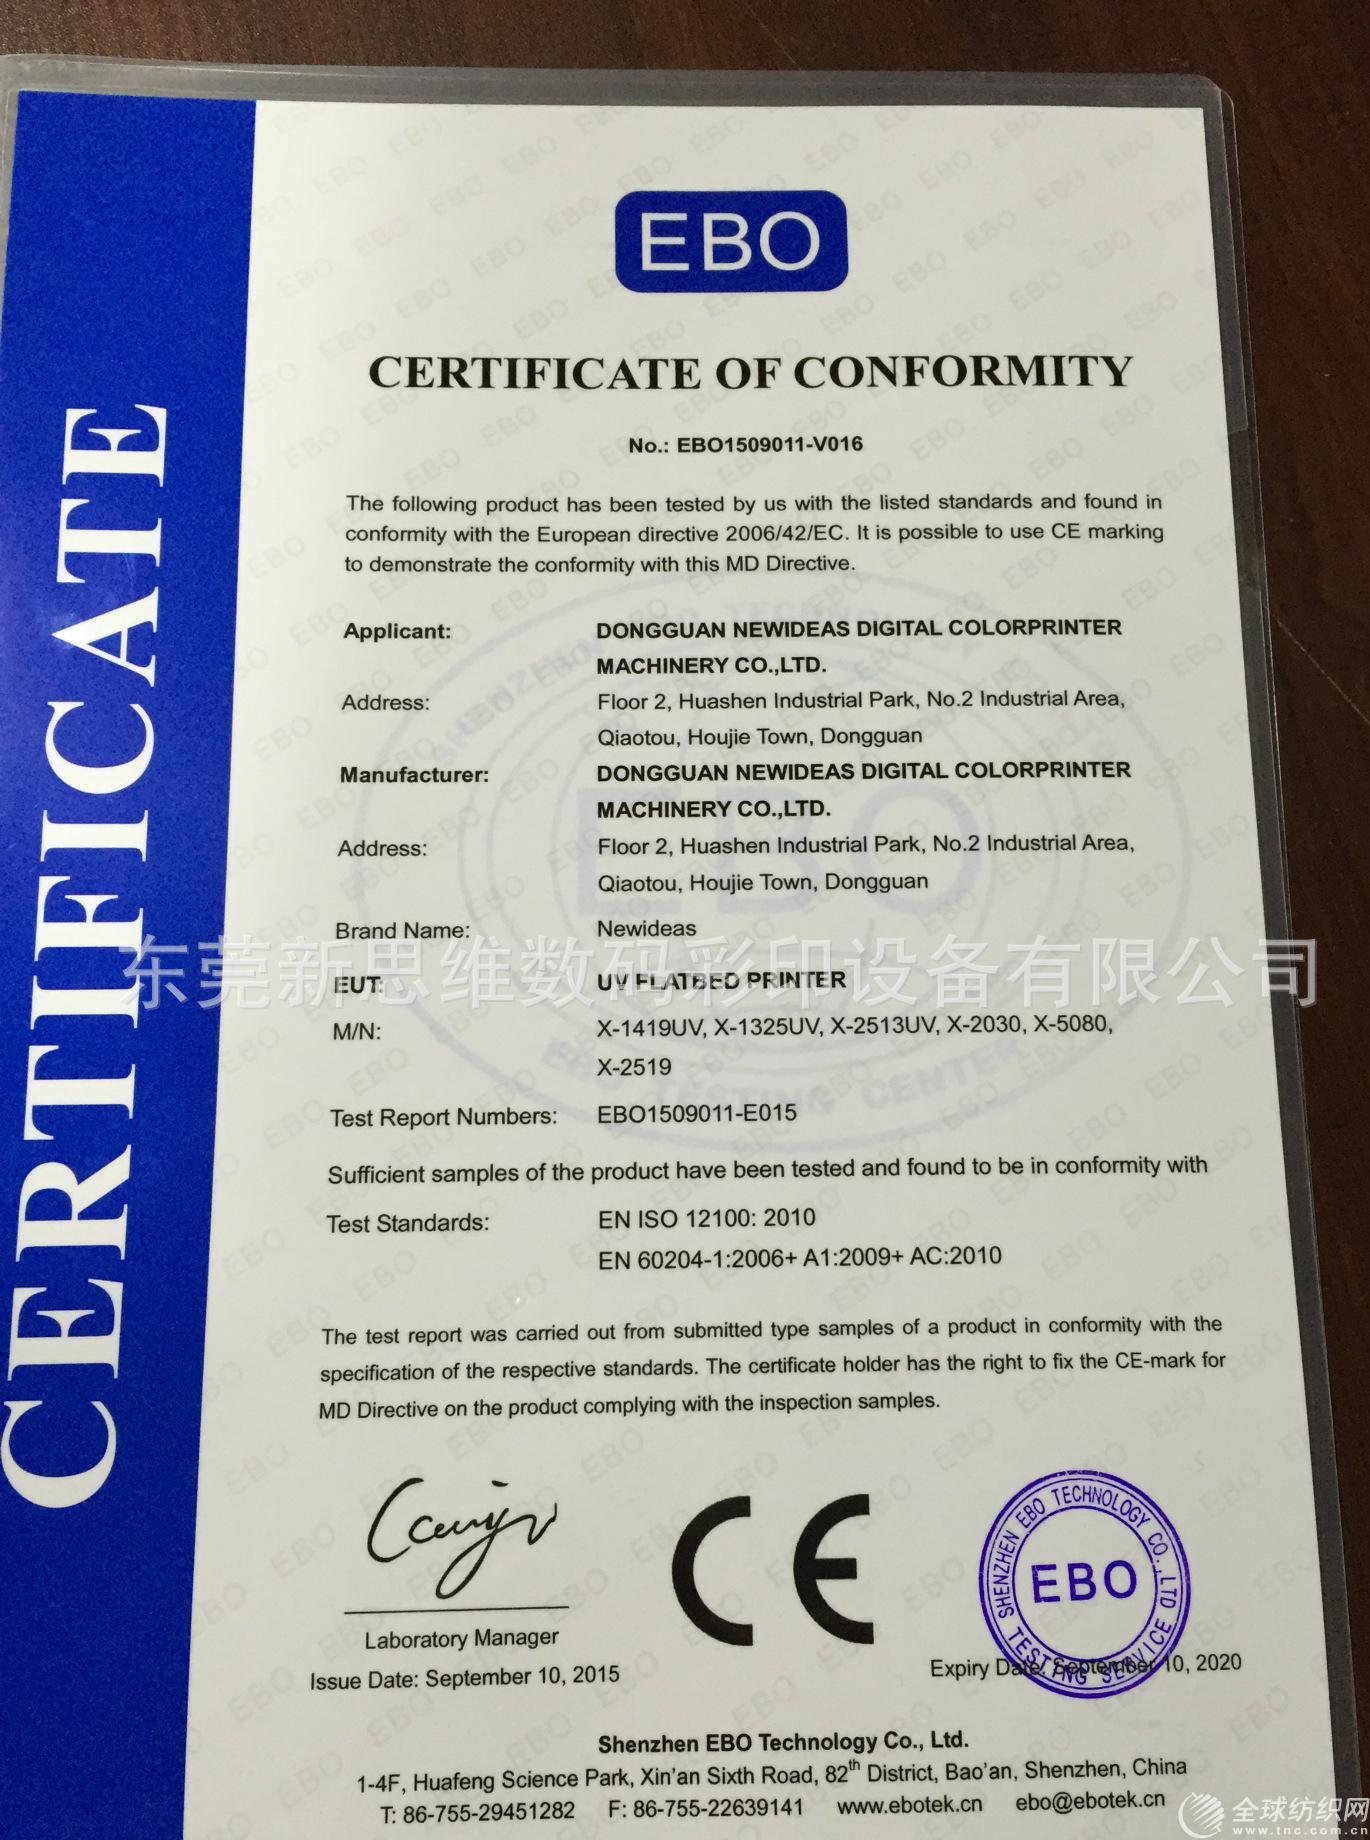 CERTIFICATE
EBO
CERTIFICATE OF CONFORMITY
No.: EBO1509011-V016
The following product has been tested by us with the listed standards and found in
conformity with the European directive 2006/42/EC. It is possible to use CE marking
to demonstrate the conformity with this MD Directive.
Applicant: DONGGUAN NEWIDEAS DIGITAL COLORPRINTER
MACHINERY CO.,LTD.
Address: Floor 2, Huashen Industrial Park, No.2 Industrial Area,
Qiaotou, Houjie Town, Dongguan
Manufacturer: DONGGUAN NEWIDEAS DIGITAL COLORPRINTER
MACHINERY CO.,LTD.
Address: Floor 2, Huashen Industrial Park, No.2 Industrial Area,
Qiaotou, Houjie Town, Dongguan
Brand Name: Newideas
东莞新思维数码彩印设备有限公司
EUT: UV FLATBED PRINTER
M/N: X-1419UV, X-1325UV, X-2513UV, X-2030, X-5080,
X-2519
Test Report Numbers: EBO1509011-E015
Sufficient samples of the product have been tested and found to be in conformity with
Test Standards: EN ISO 12100: 2010
EN 60204-1:2006+ A1:2009+ AC:2010
The test report was carried out from submitted type samples of a product in conformity with the
specification of the respective standards. The certificate holder has the right to fix the CE-mark for
MD Directive on the product complying with the inspection samples.
CE
SHENZHEN EBO TECHNOLOGY CO.,LTD
EBO
TESTING SERVICE
Laboratory Manager
Issue Date: September 10, 2015
Expiry Date: September 10, 2020
Shenzhen EBO Technology Co., Ltd.
1-4F, Huafeng Science Park, Xin'an Sixth Road, 82th District, Bao'an, Shenzhen, China
T: 86-755-29451282 F: 86-755-22639141 www.ebotek.cn ebo@ebotek.cn
全球纺织网
www.tnc.com.cn